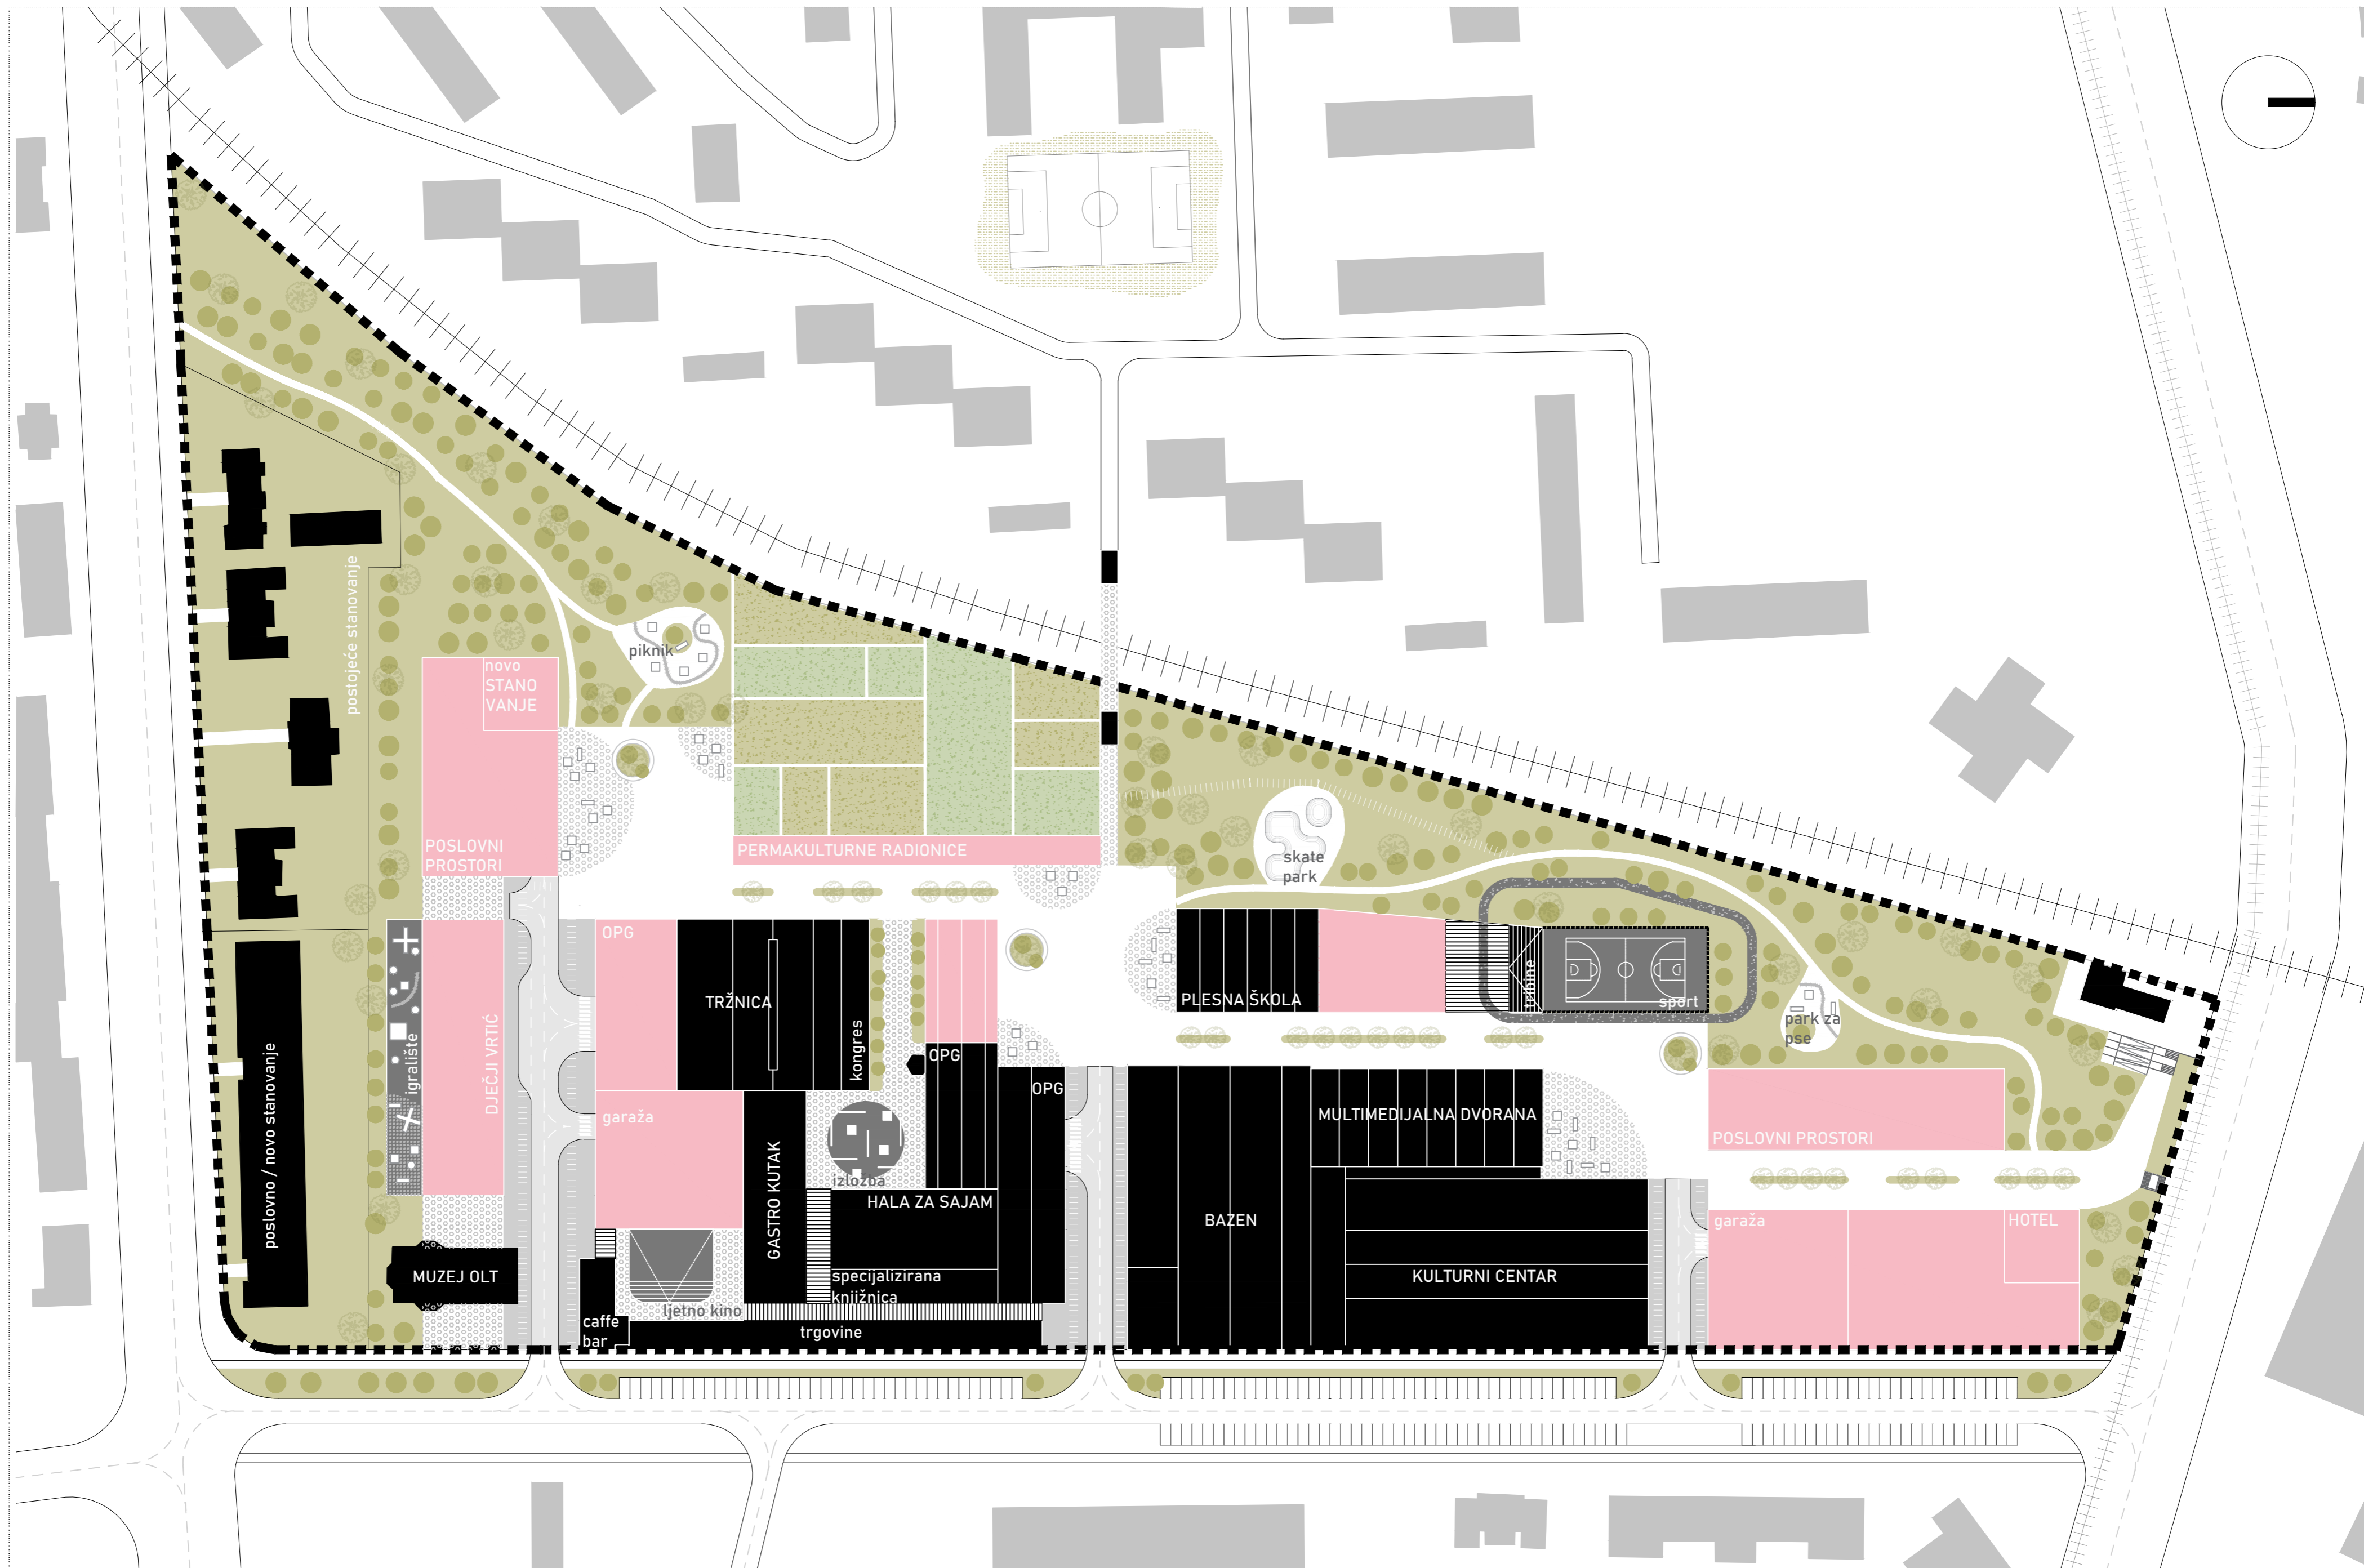 postojeće stanovanje
piknik
novo
STANO
VANJE
POSLOVNI
PROSTORI
PERMAKULTURNE RADIONICE
skate
park
OPG
TRŽNICA
kongres
OPG
OPG
PLESNA ŠKOLA
tribine
sport
park za
pse
igralište
DJEČJI VRTIĆ
garaža
GASTRO KUTAK
izložba
HALA ZA SAJAM
MULTIMEDIJALNA DVORANA
POSLOVNI PROSTORI
poslovno / novo stanovanje
MUZEJ OLT
ljetno kino
specijalizirana
knjižnica
BAZEN
KULTURNI CENTAR
garaža
HOTEL
caffe
bar
trgovine